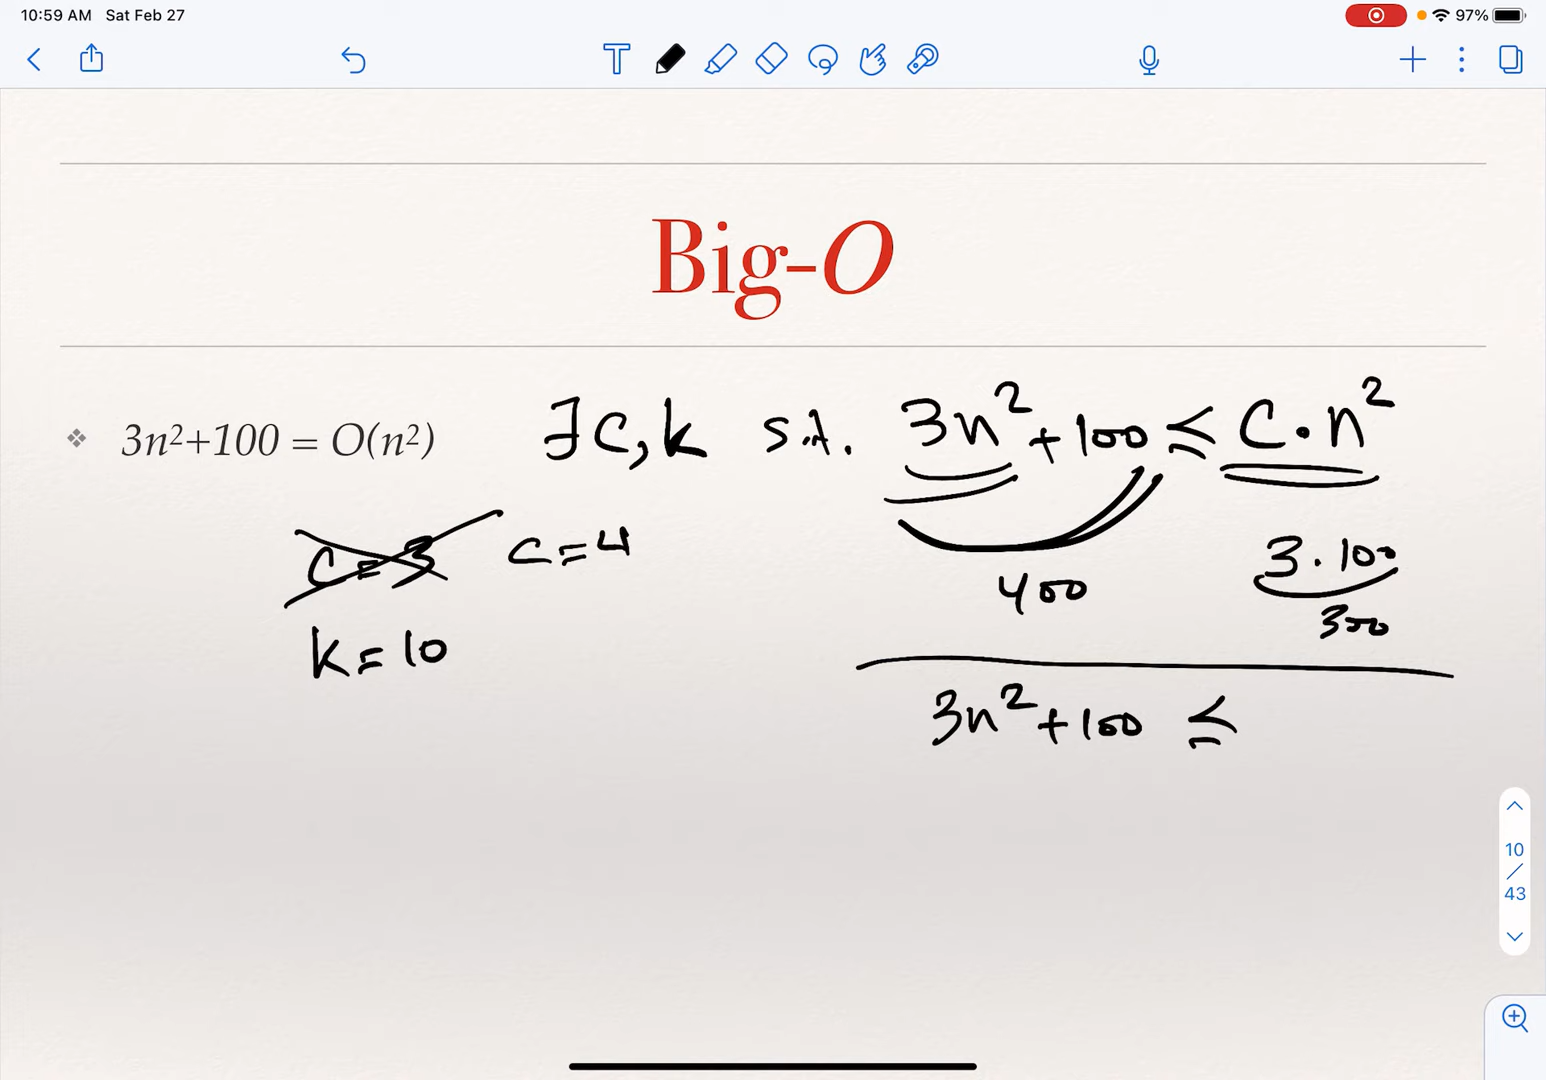 10:59 AM Sat Feb 27
97%
Big-O
❖ 3n²+100 = O(n²)
∃ C, k s.t. 3n² + 100 ≤ C · n²
C = 3
C = 4
400
3 · 100
300
k = 10
3n² + 100 ≤
10
/
43